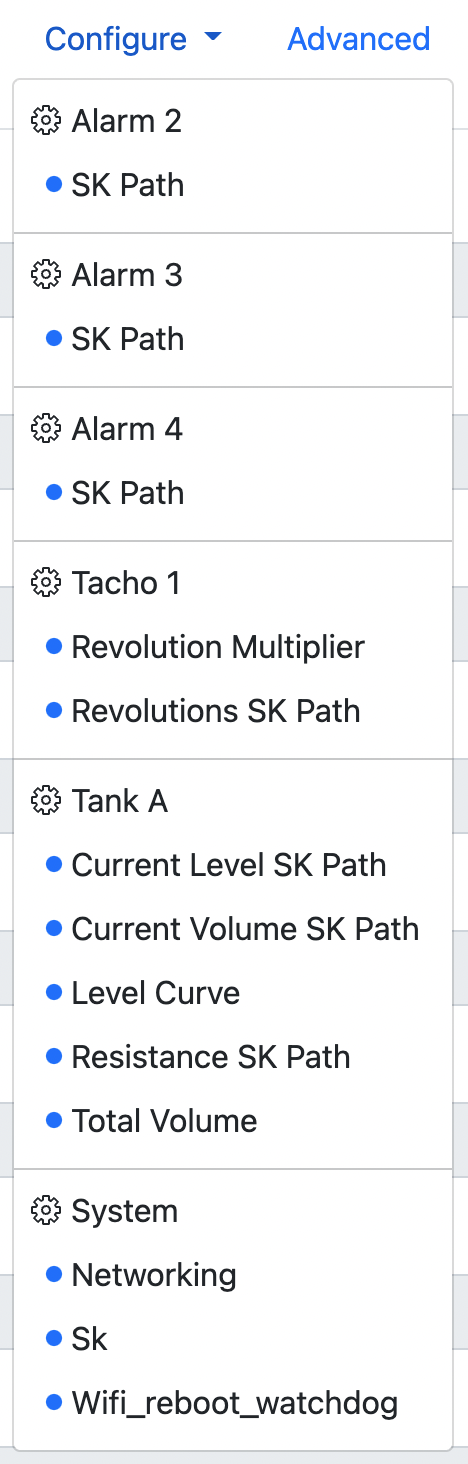 Configure Advanced
Alarm 2
SK Path
Alarm 3
SK Path
Alarm 4
SK Path
Tacho 1
Revolution Multiplier
Revolutions SK Path
Tank A
Current Level SK Path
Current Volume SK Path
Level Curve
Resistance SK Path
Total Volume
System
Networking
Sk
Wifi_reboot_watchdog